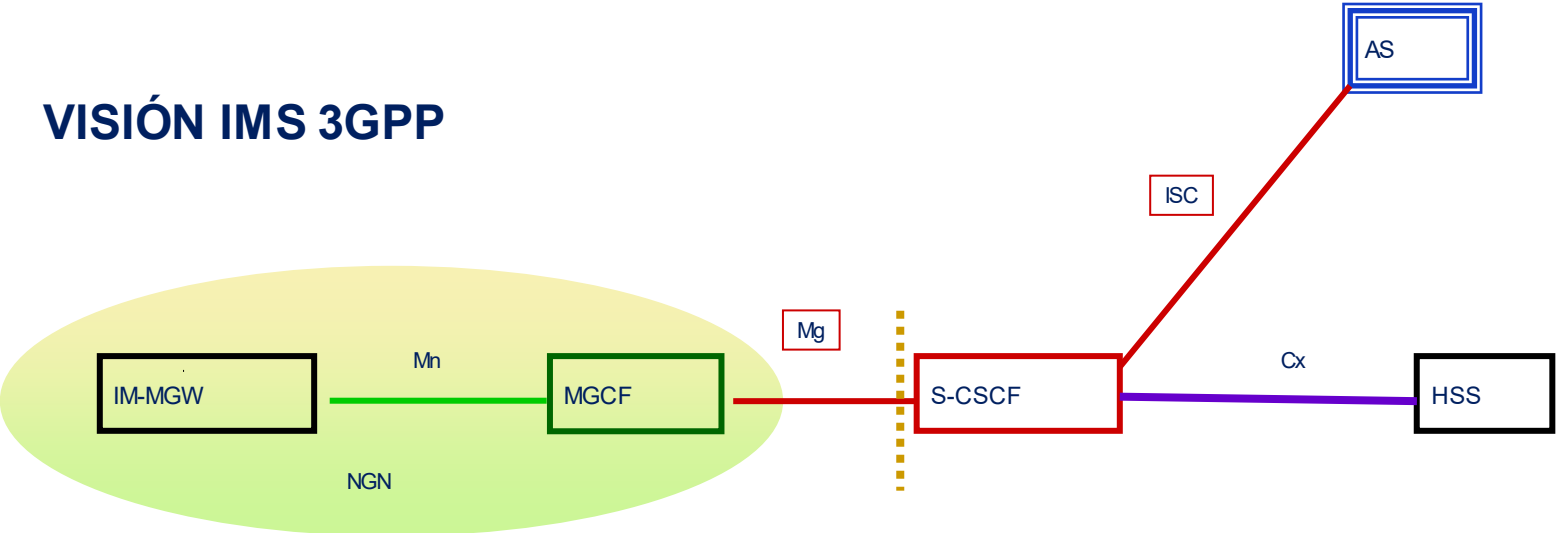 AS
VISIÓN IMS 3GPP
ISC
Mg
Mn
Cx
IM-MGW
MGCF
S-CSCF
HSS
NGN